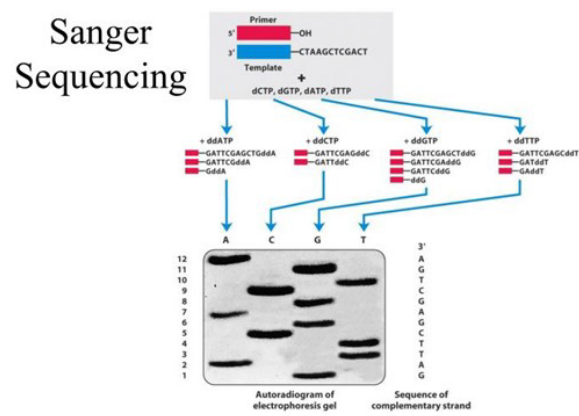 Sanger
Sequencing
Primer
5' —OH
3' —CTAAGCTCGACT
Template
+
dCTP, dGTP, dATP, dTTP
+ ddATP
GATTCGAGCTGddA
GATTCGddA
GddA
+ ddCTP
GATTCGAGddC
GATTddC
+ ddGTP
GATTCGAGCTddG
GATTCGAddG
GATTCddG
ddG
+ ddTTP
GATTCGAGCddT
GATddT
GAddT
A C G T
3'
12 A
11 G
10 T
9 C
8 G
7 A
6 G
5 C
4 T
3 T
2 A
1 G
Autoradiogram of
electrophoresis gel
Sequence of
complementary strand